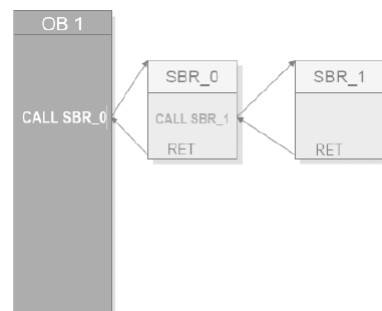 OB 1
CALL SBR_0
SBR_0
CALL SBR_1
RET
SBR_1
RET